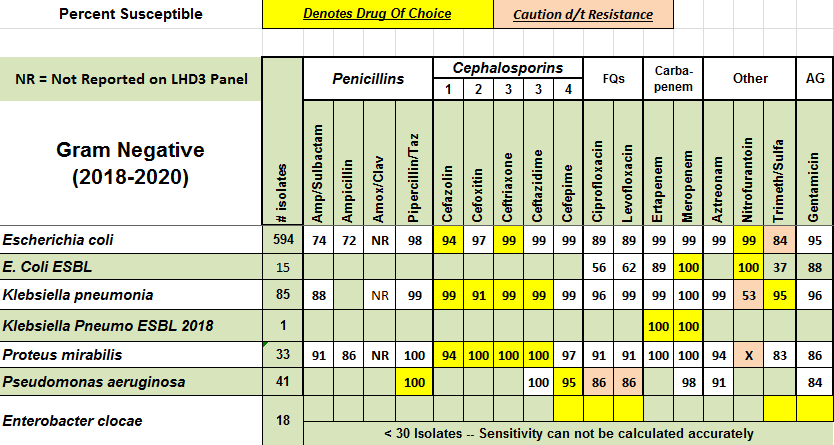 Percent Susceptible Denotes Drug Of Choice Caution d/t Resistance
NR = Not Reported on LHD3 Panel Penicillins Cephalosporins FQs Carba-penem Other AG
1 2 3 3 4
Gram Negative
(2018-2020)
# isolates Amp/Sulbactam Ampicillin Amox/Clav Pipercillin/Taz Cefazolin Cefoxitin Ceftriaxone Ceftazidime Cefepime Ciprofloxacin Levofloxacin Ertapenem Meropenem Aztreonam Nitrofurantoin Trimeth/Sulfa Gentamicin
Escherichia coli 594 74 72 NR 98 94 97 99 99 99 89 89 99 99 99 99 84 95
E. Coli ESBL 15 56 62 89 100 100 37 88
Klebsiella pneumonia 85 88 NR 99 99 91 99 99 99 96 99 99 100 99 53 95 96
Klebsiella Pneumo ESBL 2018 1 100 100
Proteus mirabilis 33 91 86 NR 100 94 100 100 100 97 91 91 100 100 94 X 83 86
Pseudomonas aeruginosa 41 100 100 95 86 86 98 91 84
Enterobacter clocae 18
< 30 Isolates -- Sensitivity can not be calculated accurately